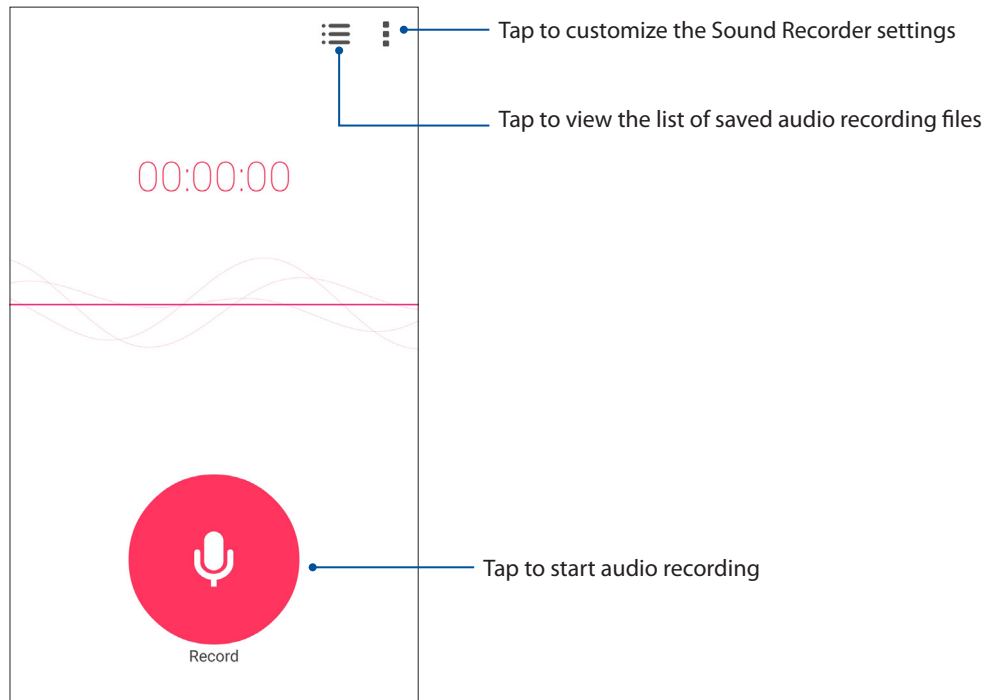 Tap to customize the Sound Recorder settings
Tap to view the list of saved audio recording files
00:00:00
Tap to start audio recording
Record